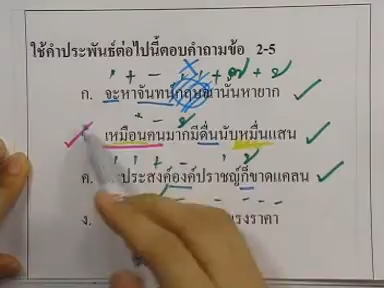 ใช้คำประพันธ์ต่อไปนี้ตอบคำถามข้อ 2-5
ก. จะหาจันทน์กฤษณานั้นหายาก
เหมือนคนมากมีดื่นนับหมื่นแสน
ค. ประสงค์องค์ปราชญ์ก็ขาดแคลน
ง. ราคา